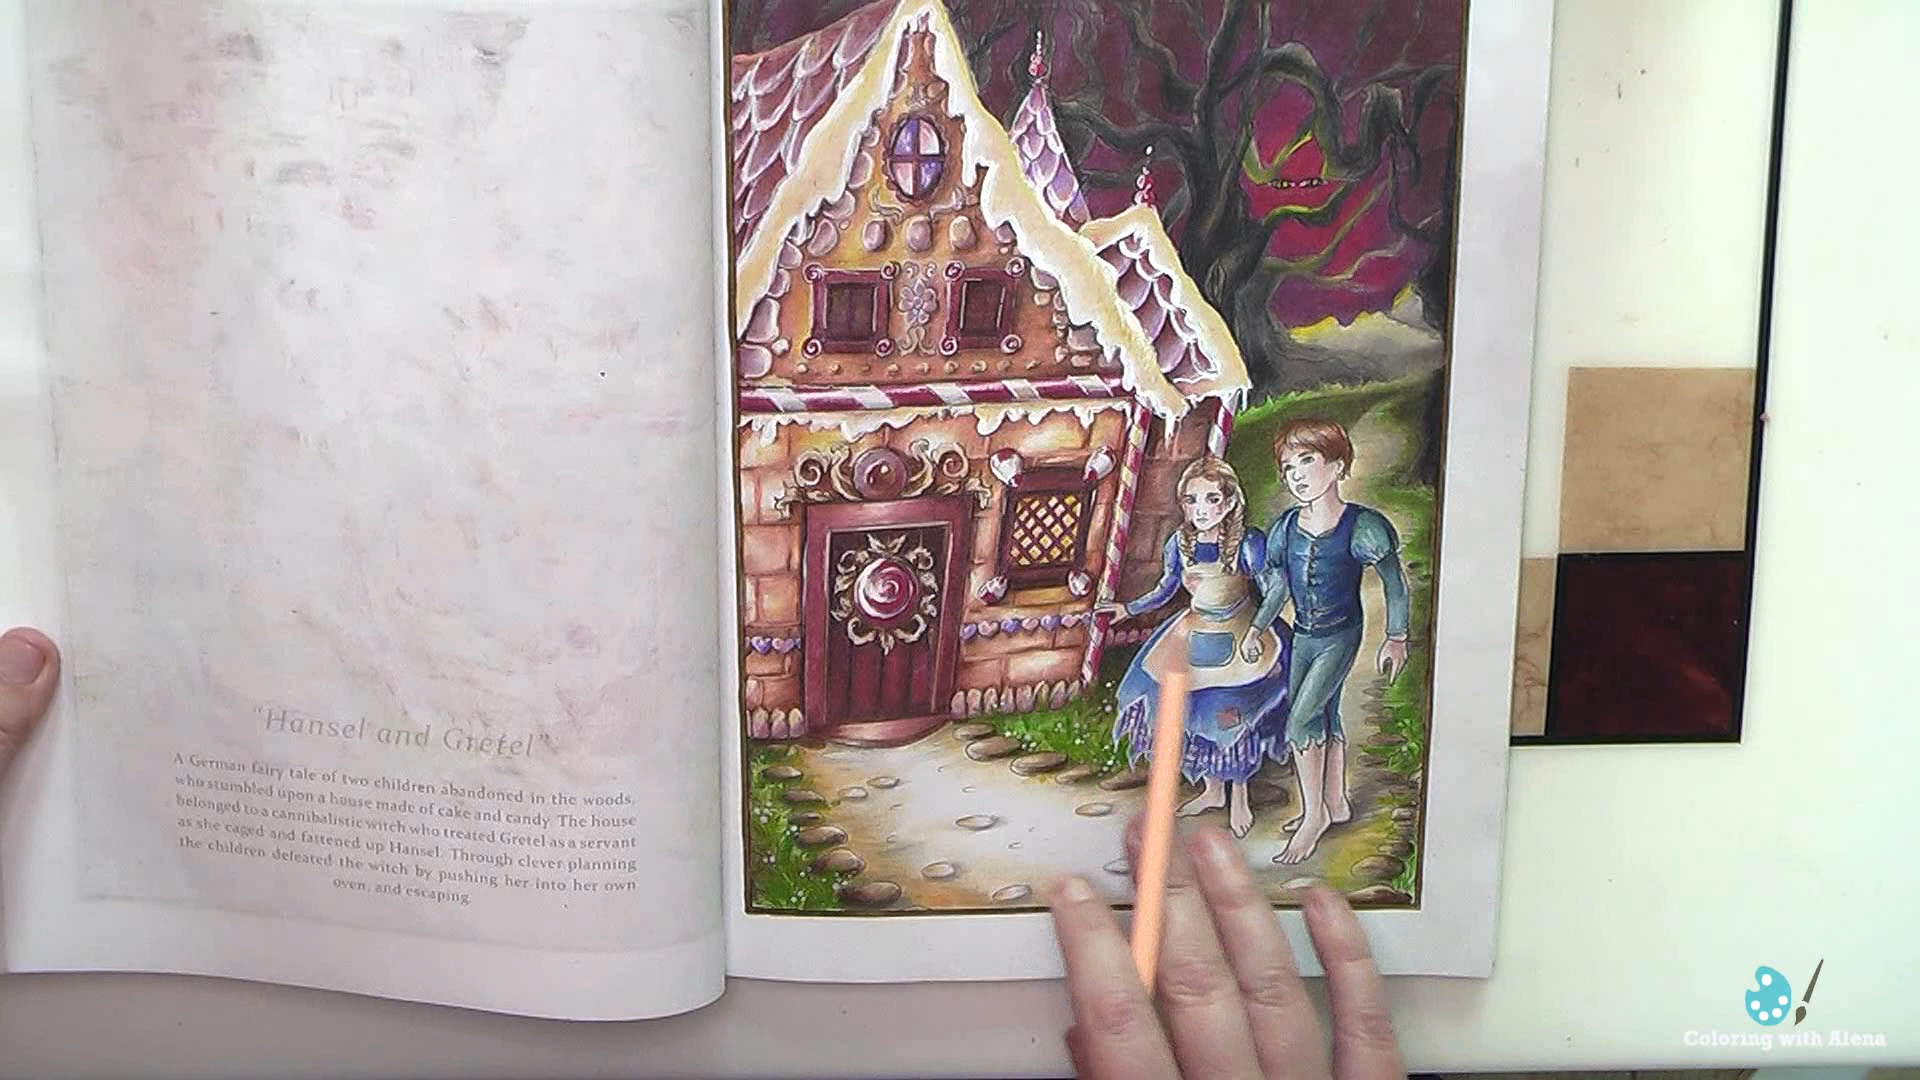 "Hansel and Gretel"
A German fairy tale of two children abandoned in the woods,
who stumbled upon a house made of cake and candy. The house
belonged to a cannibalistic witch who treated Gretel as a servant
as she caged and fattened up Hansel. Through clever planning
the children defeated the witch by pushing her into her own
oven, and escaping.
Coloring with Alena